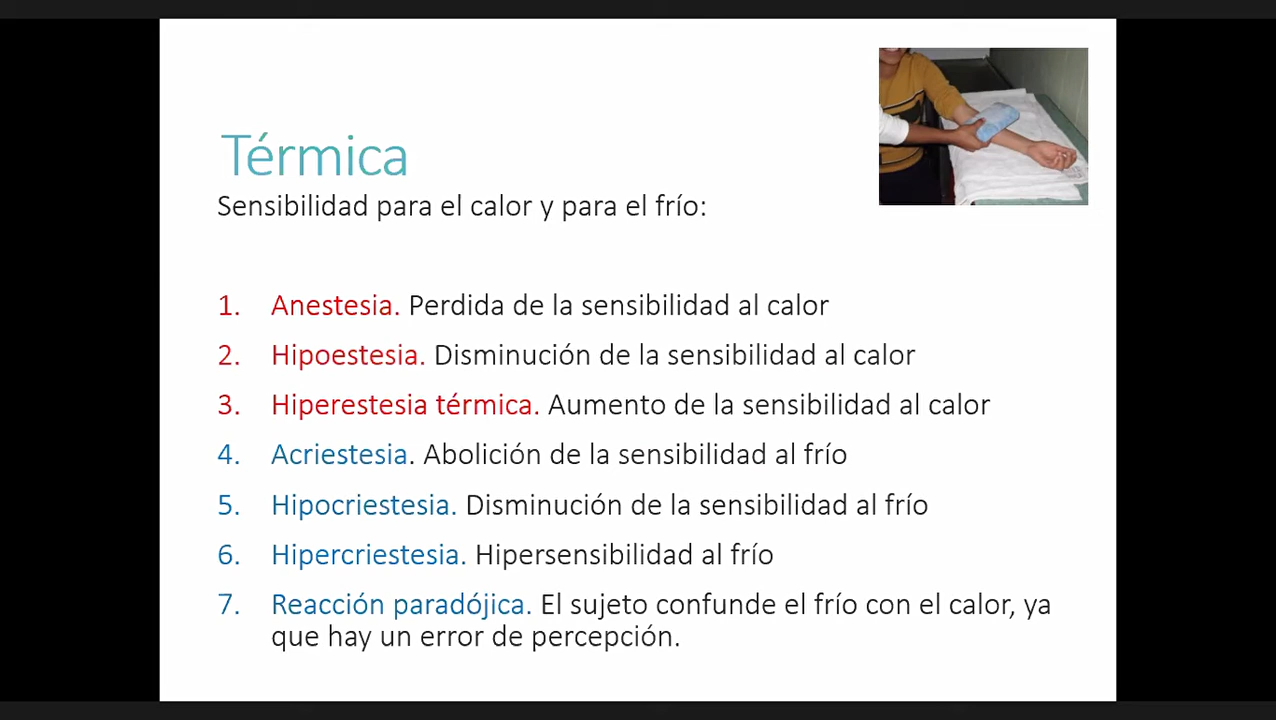 Térmica
Sensibilidad para el calor y para el frío:
1. Anestesia. Perdida de la sensibilidad al calor
2. Hipoestesia. Disminución de la sensibilidad al calor
3. Hiperestesia térmica. Aumento de la sensibilidad al calor
4. Acriestesia. Abolición de la sensibilidad al frío
5. Hipocriestesia. Disminución de la sensibilidad al frío
6. Hipercriestesia. Hipersensibilidad al frío
7. Reacción paradójica. El sujeto confunde el frío con el calor, ya
que hay un error de percepción.